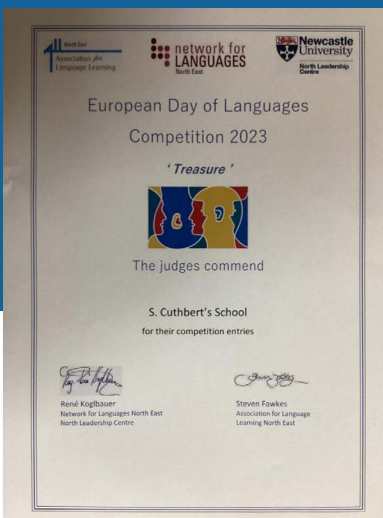 North East
Association for
Language Learning
network for
LANGUAGES
North East
Newcastle
University
North Leadership
Centre
European Day of Languages
Competition 2023
‘ Treasure ’
The judges commend
S. Cuthbert's School
for their competition entries
René Koglbauer
Network for Languages North East
North Leadership Centre
Steven Fawkes
Association for Language
Learning North East